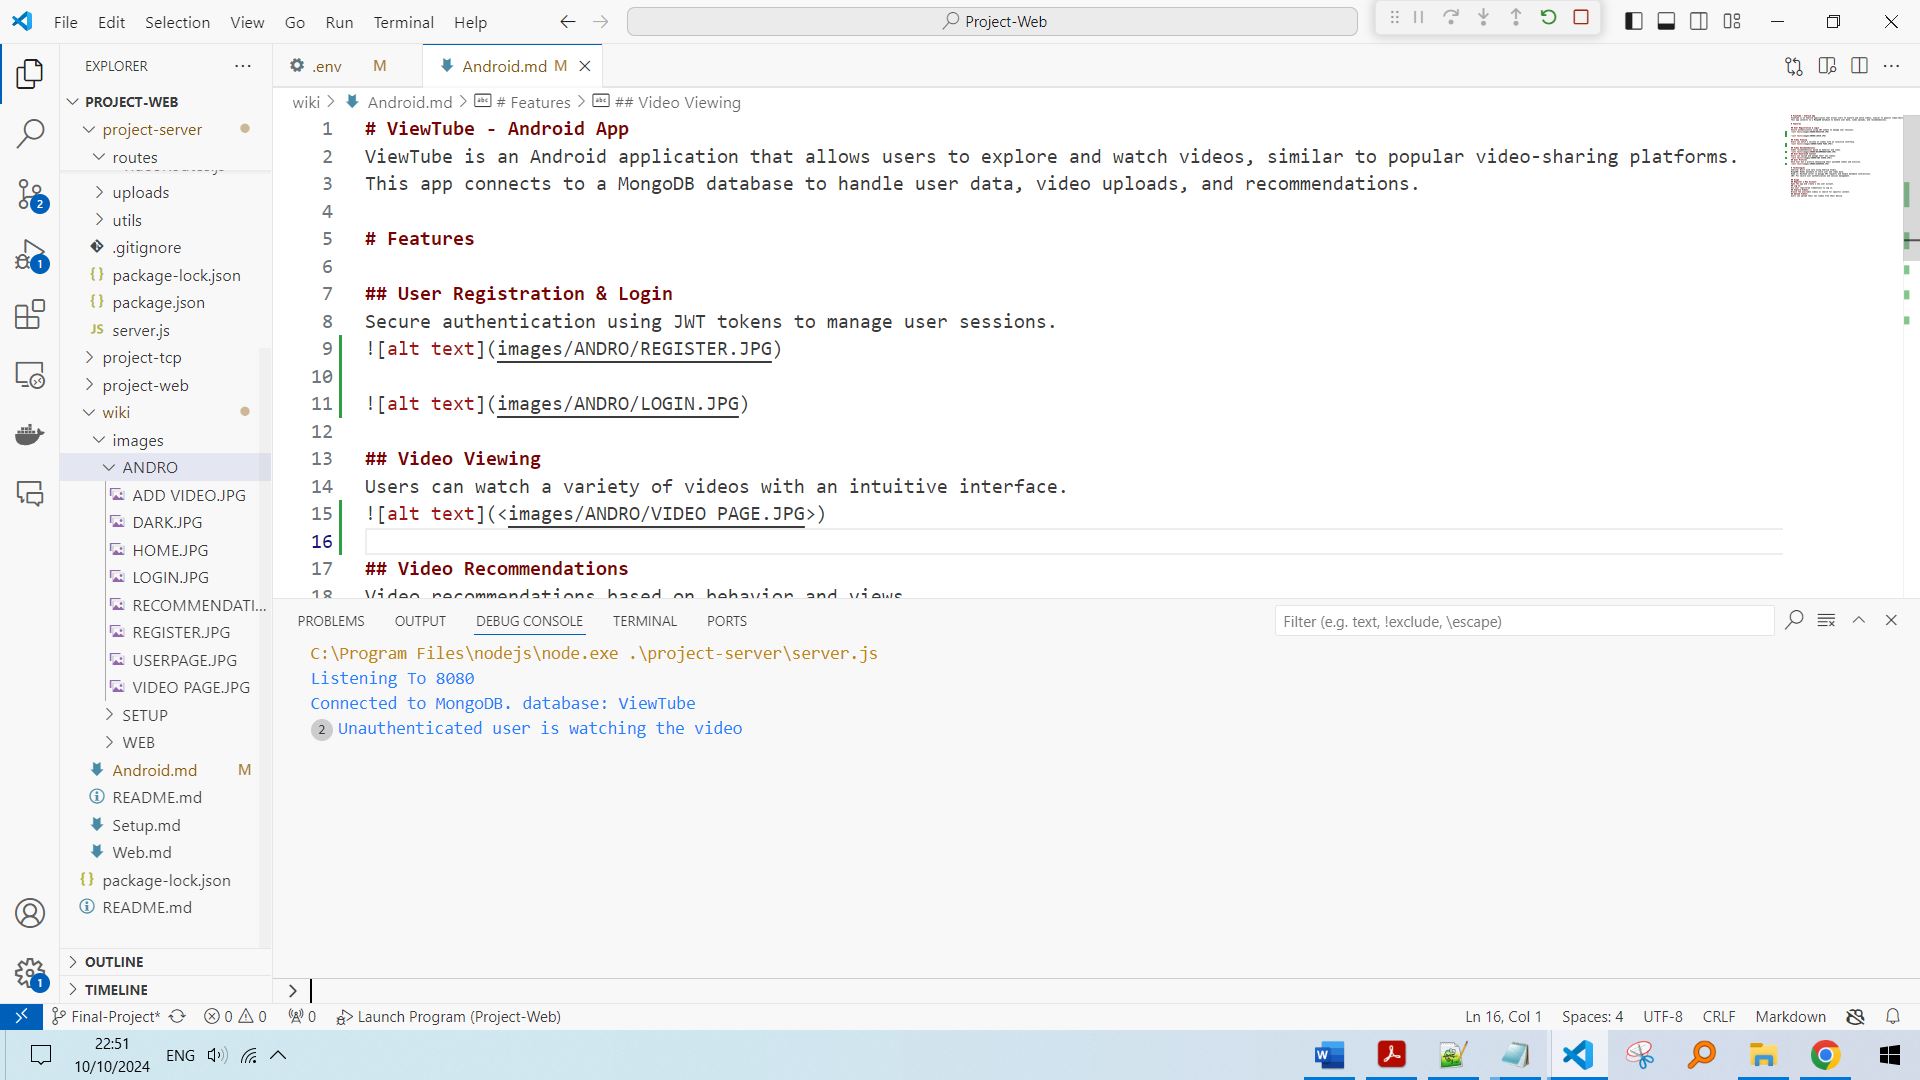 File Edit Selection View Go Run Terminal Help
Project-Web
EXPLORER
PROJECT-WEB
project-server
routes
uploads
utils
.gitignore
package-lock.json
package.json
JS server.js
project-tcp
project-web
wiki
images
ANDRO
ADD VIDEO.JPG
DARK.JPG
HOME.JPG
LOGIN.JPG
RECOMMENDATI...
REGISTER.JPG
USERPAGE.JPG
VIDEO PAGE.JPG
SETUP
WEB
Android.md M
README.md
Setup.md
Web.md
package-lock.json
README.md
OUTLINE
TIMELINE
2
1
1
.env M
Android.md M
wiki > Android.md > # Features > ## Video Viewing
1 # ViewTube - Android App
2 ViewTube is an Android application that allows users to explore and watch videos, similar to popular video-sharing platforms.
3 This app connects to a MongoDB database to handle user data, video uploads, and recommendations.
4
5 # Features
6
7 ## User Registration & Login
8 Secure authentication using JWT tokens to manage user sessions.
9 ![alt text](images/ANDRO/REGISTER.JPG)
10
11 ![alt text](images/ANDRO/LOGIN.JPG)
12
13 ## Video Viewing
14 Users can watch a variety of videos with an intuitive interface.
15 ![alt text](<images/ANDRO/VIDEO PAGE.JPG>)
16
17 ## Video Recommendations
18 Video recommendations based on behavior and views
PROBLEMS OUTPUT DEBUG CONSOLE TERMINAL PORTS
Filter (e.g. text, !exclude, \escape)
C:\Program Files\nodejs\node.exe .\project-server\server.js
Listening To 8080
Connected to MongoDB. database: ViewTube
2 Unauthenticated user is watching the video
>
Final-Project* 0 0 0 Launch Program (Project-Web)
Ln 16, Col 1 Spaces: 4 UTF-8 CRLF Markdown
22:51
10/10/2024
ENG